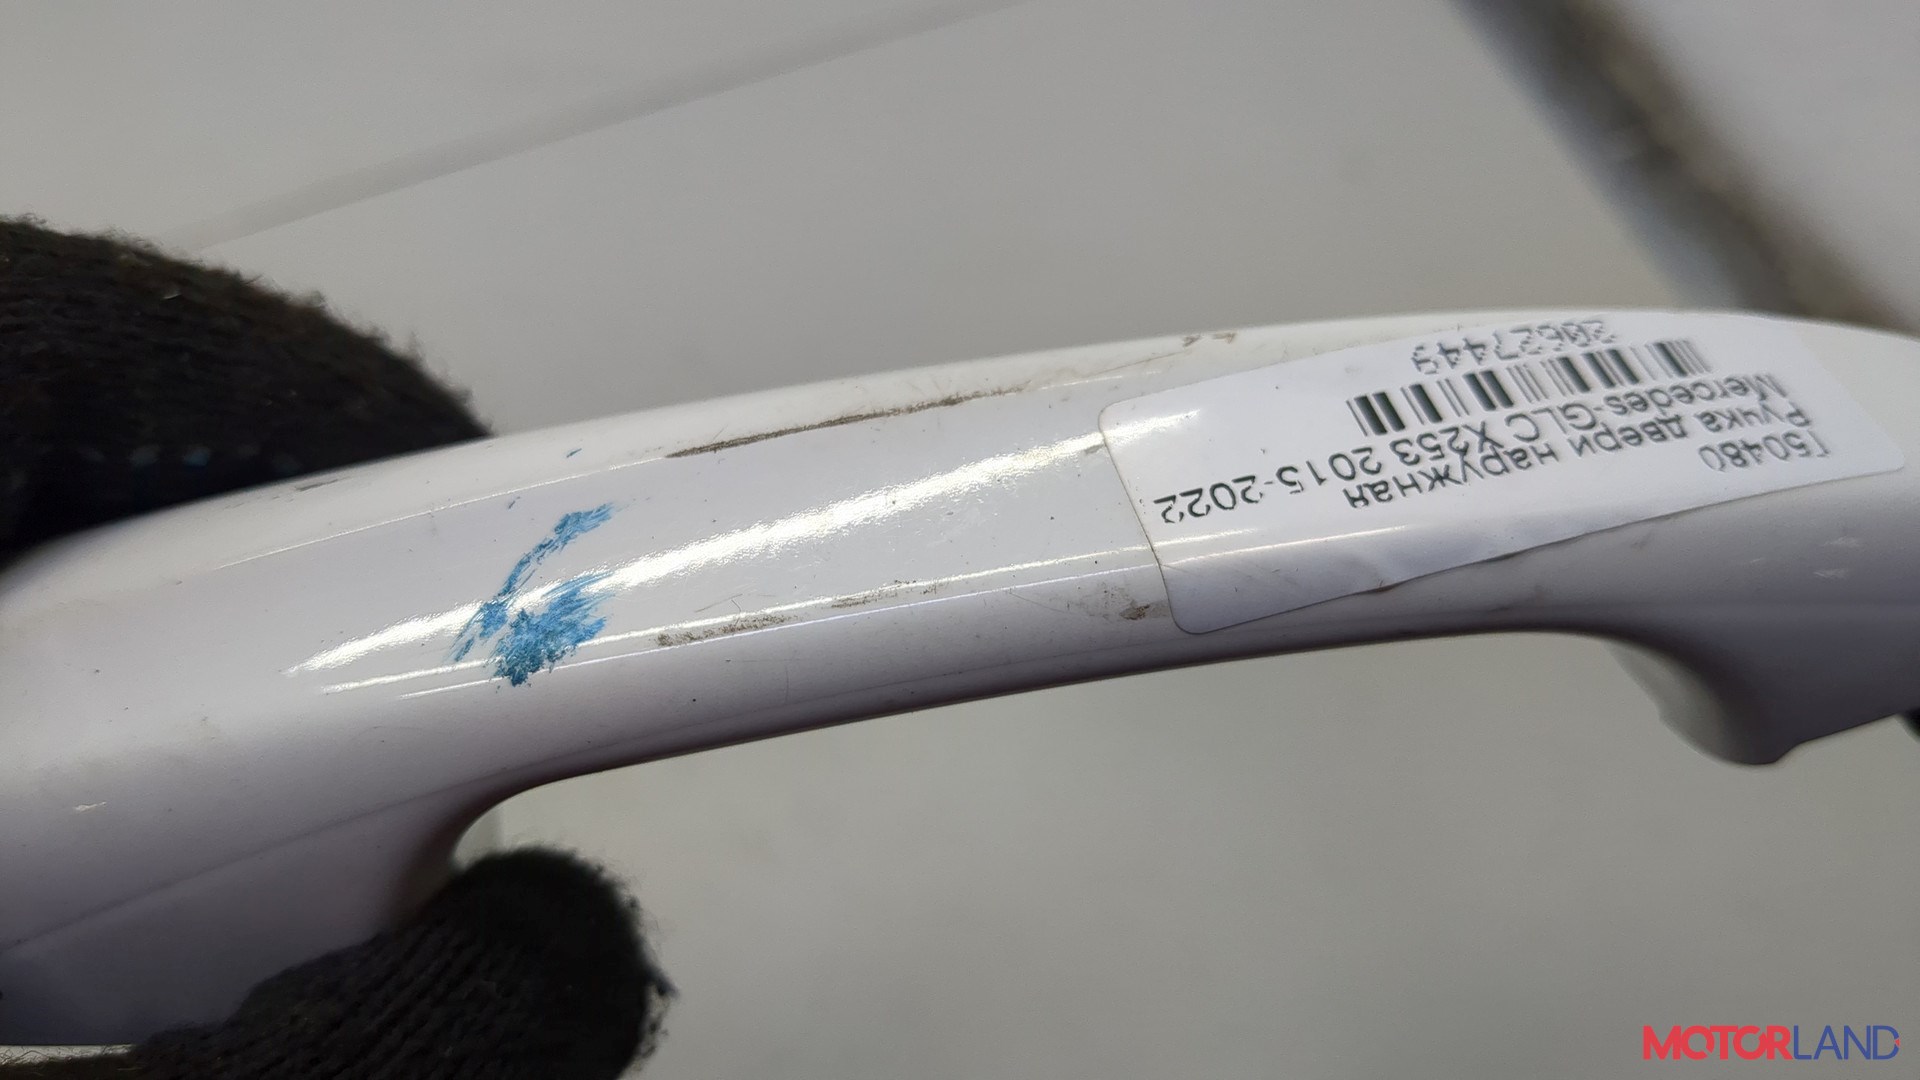 T50480
Ручка двери наружная
Mercedes-GLC X253 2015-2022
20627449
MOTORLAND